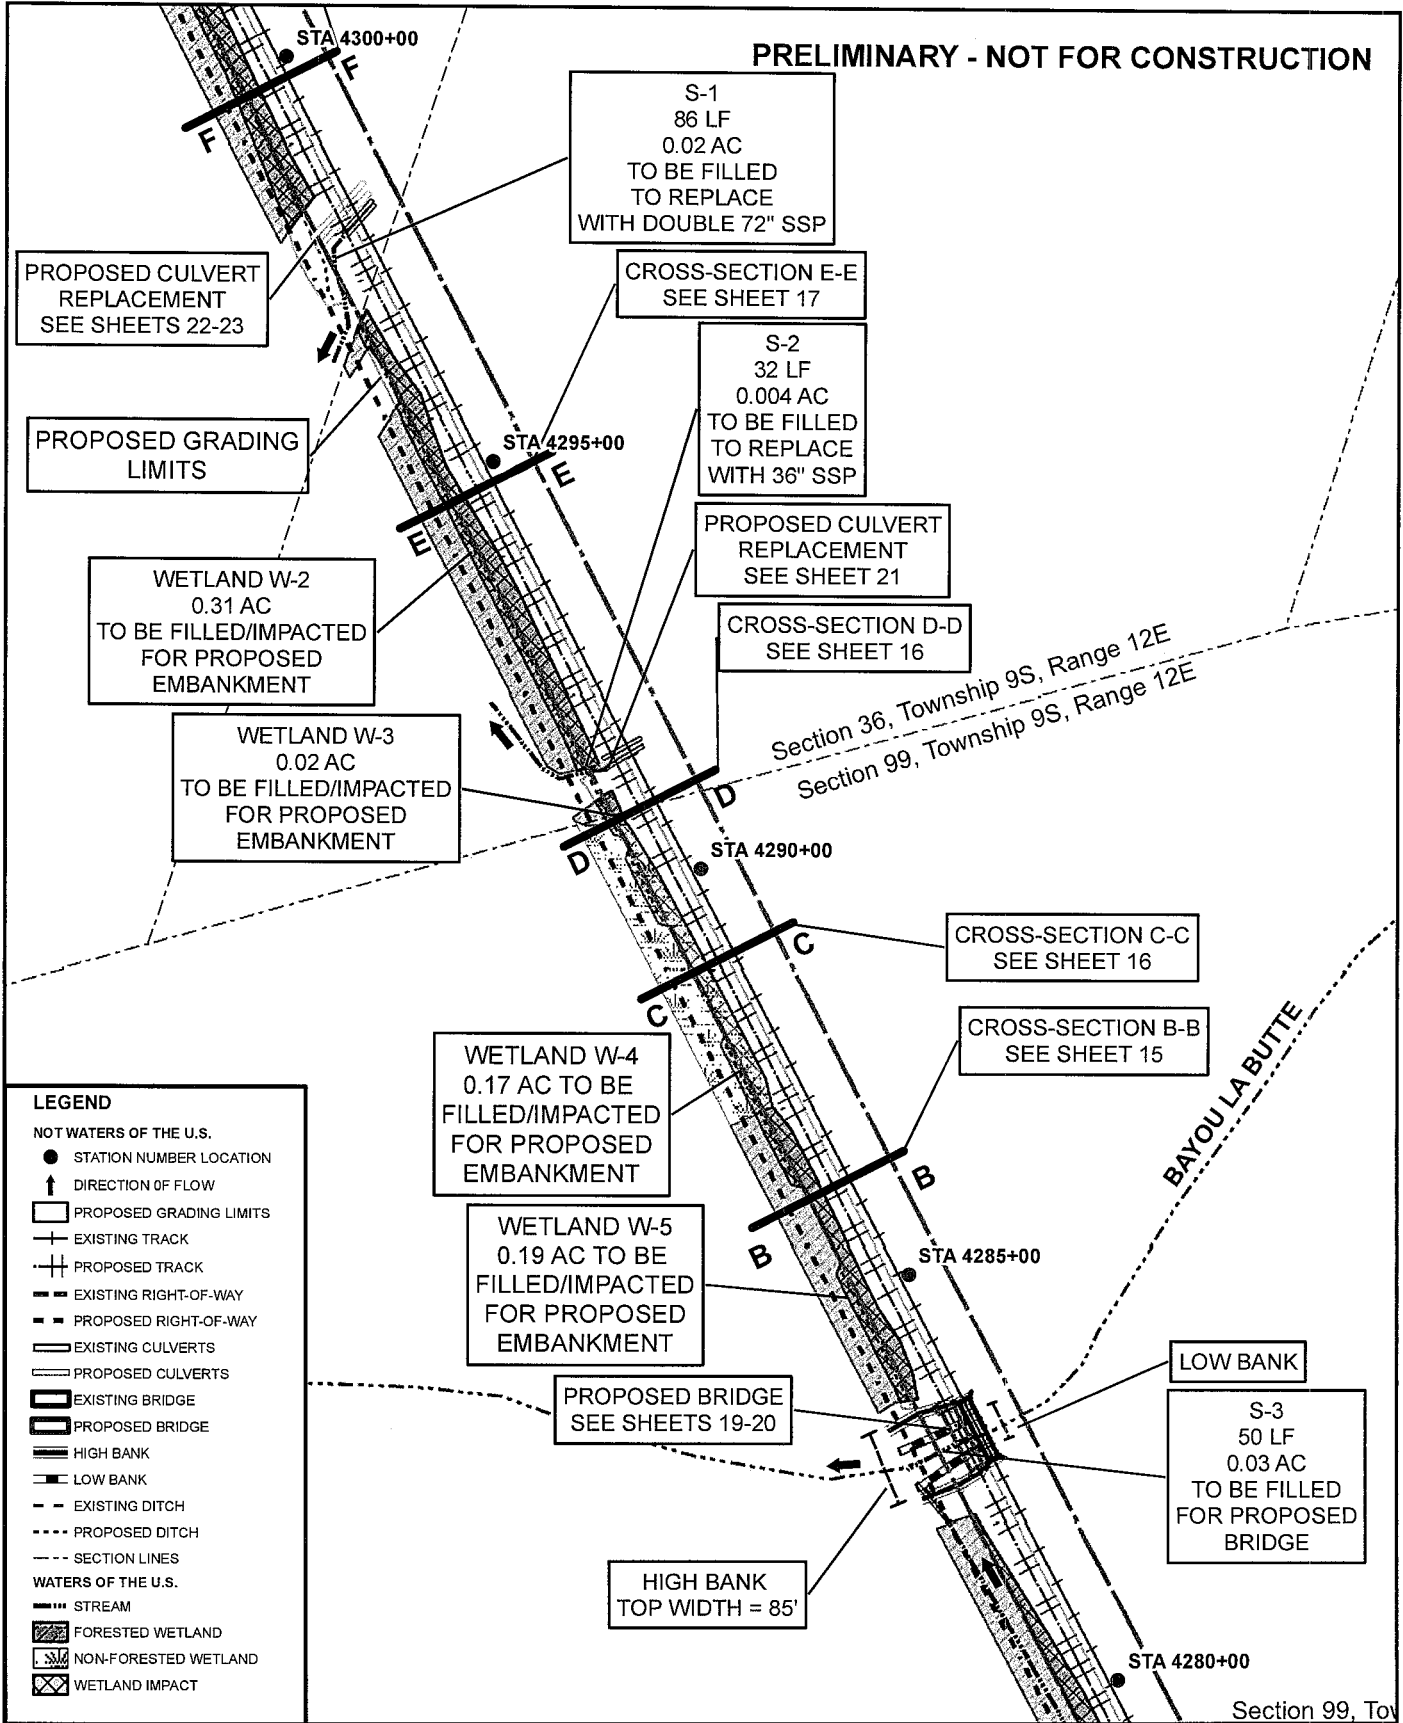 PRELIMINARY - NOT FOR CONSTRUCTION
STA 4300+00
F
F
S-1
86 LF
0.02 AC
TO BE FILLED
TO REPLACE
WITH DOUBLE 72" SSP
PROPOSED CULVERT
REPLACEMENT
SEE SHEETS 22-23
CROSS-SECTION E-E
SEE SHEET 17
S-2
32 LF
0.004 AC
TO BE FILLED
TO REPLACE
WITH 36" SSP
PROPOSED GRADING
LIMITS
STA 4295+00
E
E
PROPOSED CULVERT
REPLACEMENT
SEE SHEET 21
WETLAND W-2
0.31 AC
TO BE FILLED/IMPACTED
FOR PROPOSED
EMBANKMENT
CROSS-SECTION D-D
SEE SHEET 16
Section 36, Township 9S, Range 12E
Section 99, Township 9S, Range 12E
WETLAND W-3
0.02 AC
TO BE FILLED/IMPACTED
FOR PROPOSED
EMBANKMENT
D
D
STA 4290+00
CROSS-SECTION C-C
SEE SHEET 16
C
C
CROSS-SECTION B-B
SEE SHEET 15
WETLAND W-4
0.17 AC TO BE
FILLED/IMPACTED
FOR PROPOSED
EMBANKMENT
BAYOU LA BUTTE
B
B
WETLAND W-5
0.19 AC TO BE
FILLED/IMPACTED
FOR PROPOSED
EMBANKMENT
STA 4285+00
LOW BANK
PROPOSED BRIDGE
SEE SHEETS 19-20
S-3
50 LF
0.03 AC
TO BE FILLED
FOR PROPOSED
BRIDGE
HIGH BANK
TOP WIDTH = 85'
STA 4280+00
Section 99, Tow
LEGEND
NOT WATERS OF THE U.S.
STATION NUMBER LOCATION
DIRECTION OF FLOW
PROPOSED GRADING LIMITS
EXISTING TRACK
PROPOSED TRACK
EXISTING RIGHT-OF-WAY
PROPOSED RIGHT-OF-WAY
EXISTING CULVERTS
PROPOSED CULVERTS
EXISTING BRIDGE
PROPOSED BRIDGE
HIGH BANK
LOW BANK
EXISTING DITCH
PROPOSED DITCH
SECTION LINES
WATERS OF THE U.S.
STREAM
FORESTED WETLAND
NON-FORESTED WETLAND
WETLAND IMPACT